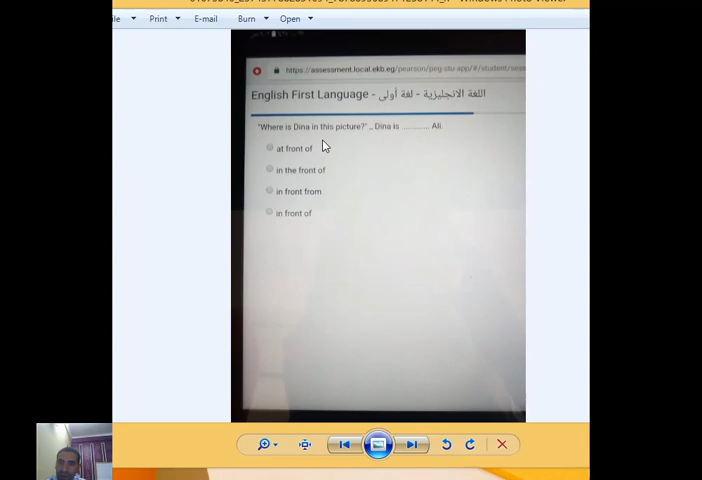 Print
E-mail
Burn
Open
https://assessment.local.ekb.eg/pearson/peg-stu-app/#/student/sess
English First Language - اللغة الانجليزية - لغة أولى
"Where is Dina in this picture?" ,, Dina is ............ Ali.
at front of
in the front of
in front from
in front of